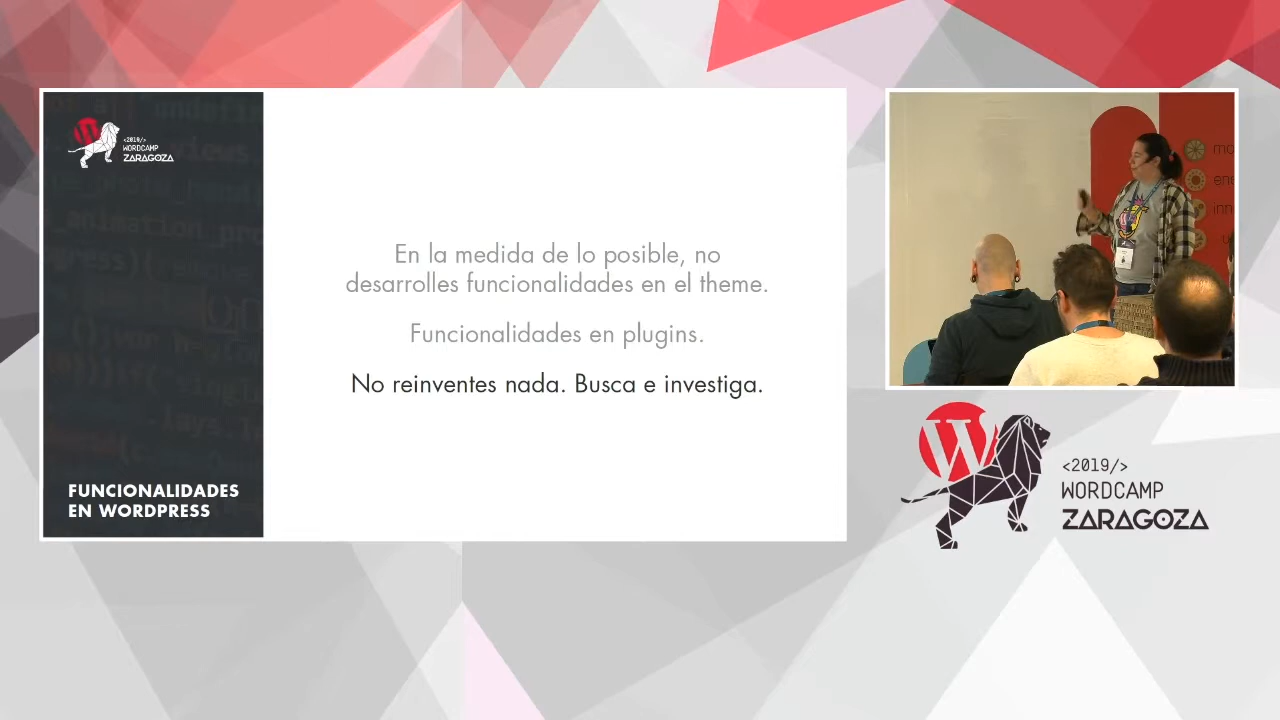 <2019/>
WORDCAMP
ZARAGOZA
En la medida de lo posible, no
desarrolles funcionalidades en el theme.
Funcionalidades en plugins.
No reinventes nada. Busca e investiga.
FUNCIONALIDADES
EN WORDPRESS
<2019/>
WORDCAMP
ZARAGOZA